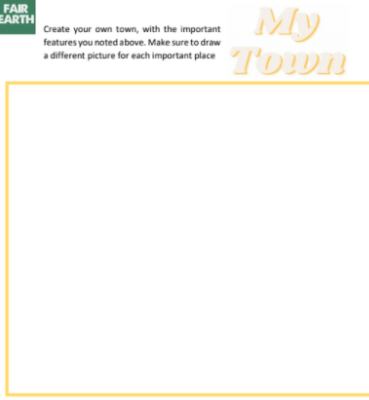 FAIR
EARTH
Create your own town, with the important
features you noted above. Make sure to draw
a different picture for each important place
My
Town